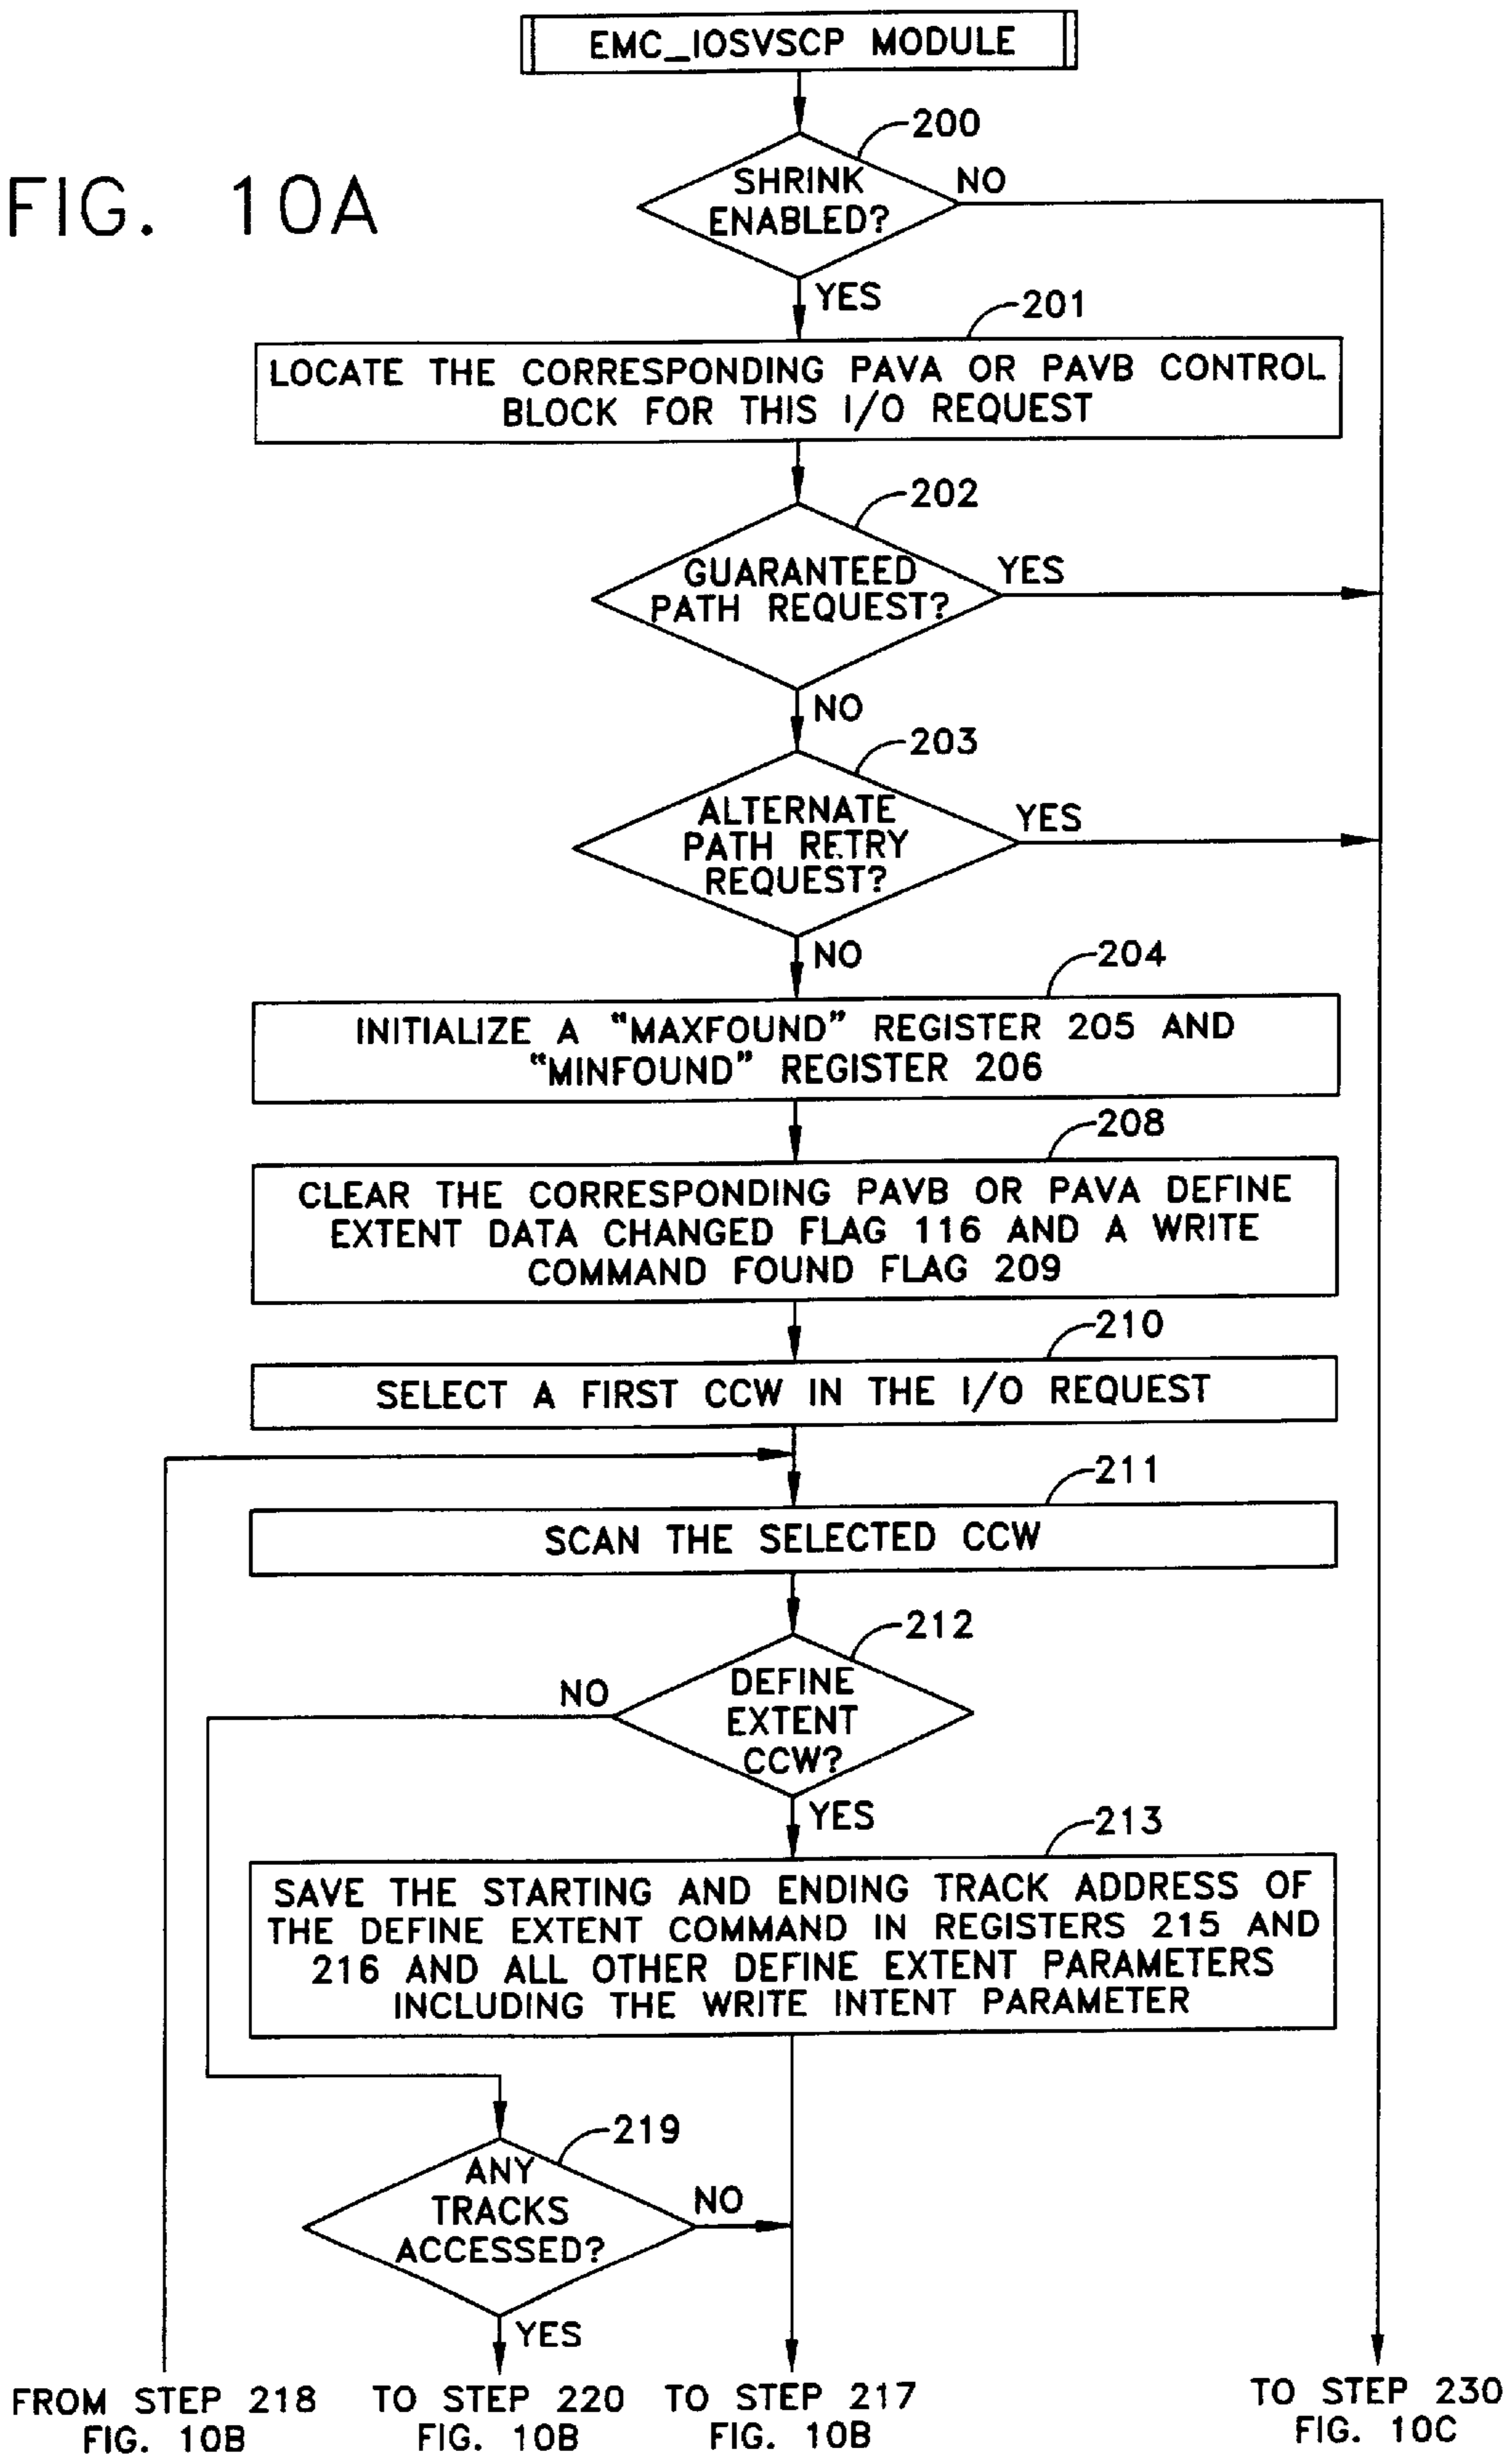 EMC_IOSVSCP MODULE
FIG. 10A
200
SHRINK
ENABLED?
NO
YES
201
LOCATE THE CORRESPONDING PAVA OR PAVB CONTROL
BLOCK FOR THIS I/O REQUEST
202
GUARANTEED
PATH REQUEST?
YES
NO
203
ALTERNATE
PATH RETRY
REQUEST?
YES
NO
204
INITIALIZE A "MAXFOUND" REGISTER 205 AND
"MINFOUND" REGISTER 206
208
CLEAR THE CORRESPONDING PAVB OR PAVA DEFINE
EXTENT DATA CHANGED FLAG 116 AND A WRITE
COMMAND FOUND FLAG 209
210
SELECT A FIRST CCW IN THE I/O REQUEST
211
SCAN THE SELECTED CCW
212
DEFINE
EXTENT
CCW?
NO
YES
213
SAVE THE STARTING AND ENDING TRACK ADDRESS OF
THE DEFINE EXTENT COMMAND IN REGISTERS 215 AND
216 AND ALL OTHER DEFINE EXTENT PARAMETERS
INCLUDING THE WRITE INTENT PARAMETER
219
ANY
TRACKS
ACCESSED?
NO
YES
FROM STEP 218
FIG. 10B
TO STEP 220
FIG. 10B
TO STEP 217
FIG. 10B
TO STEP 230
FIG. 10C